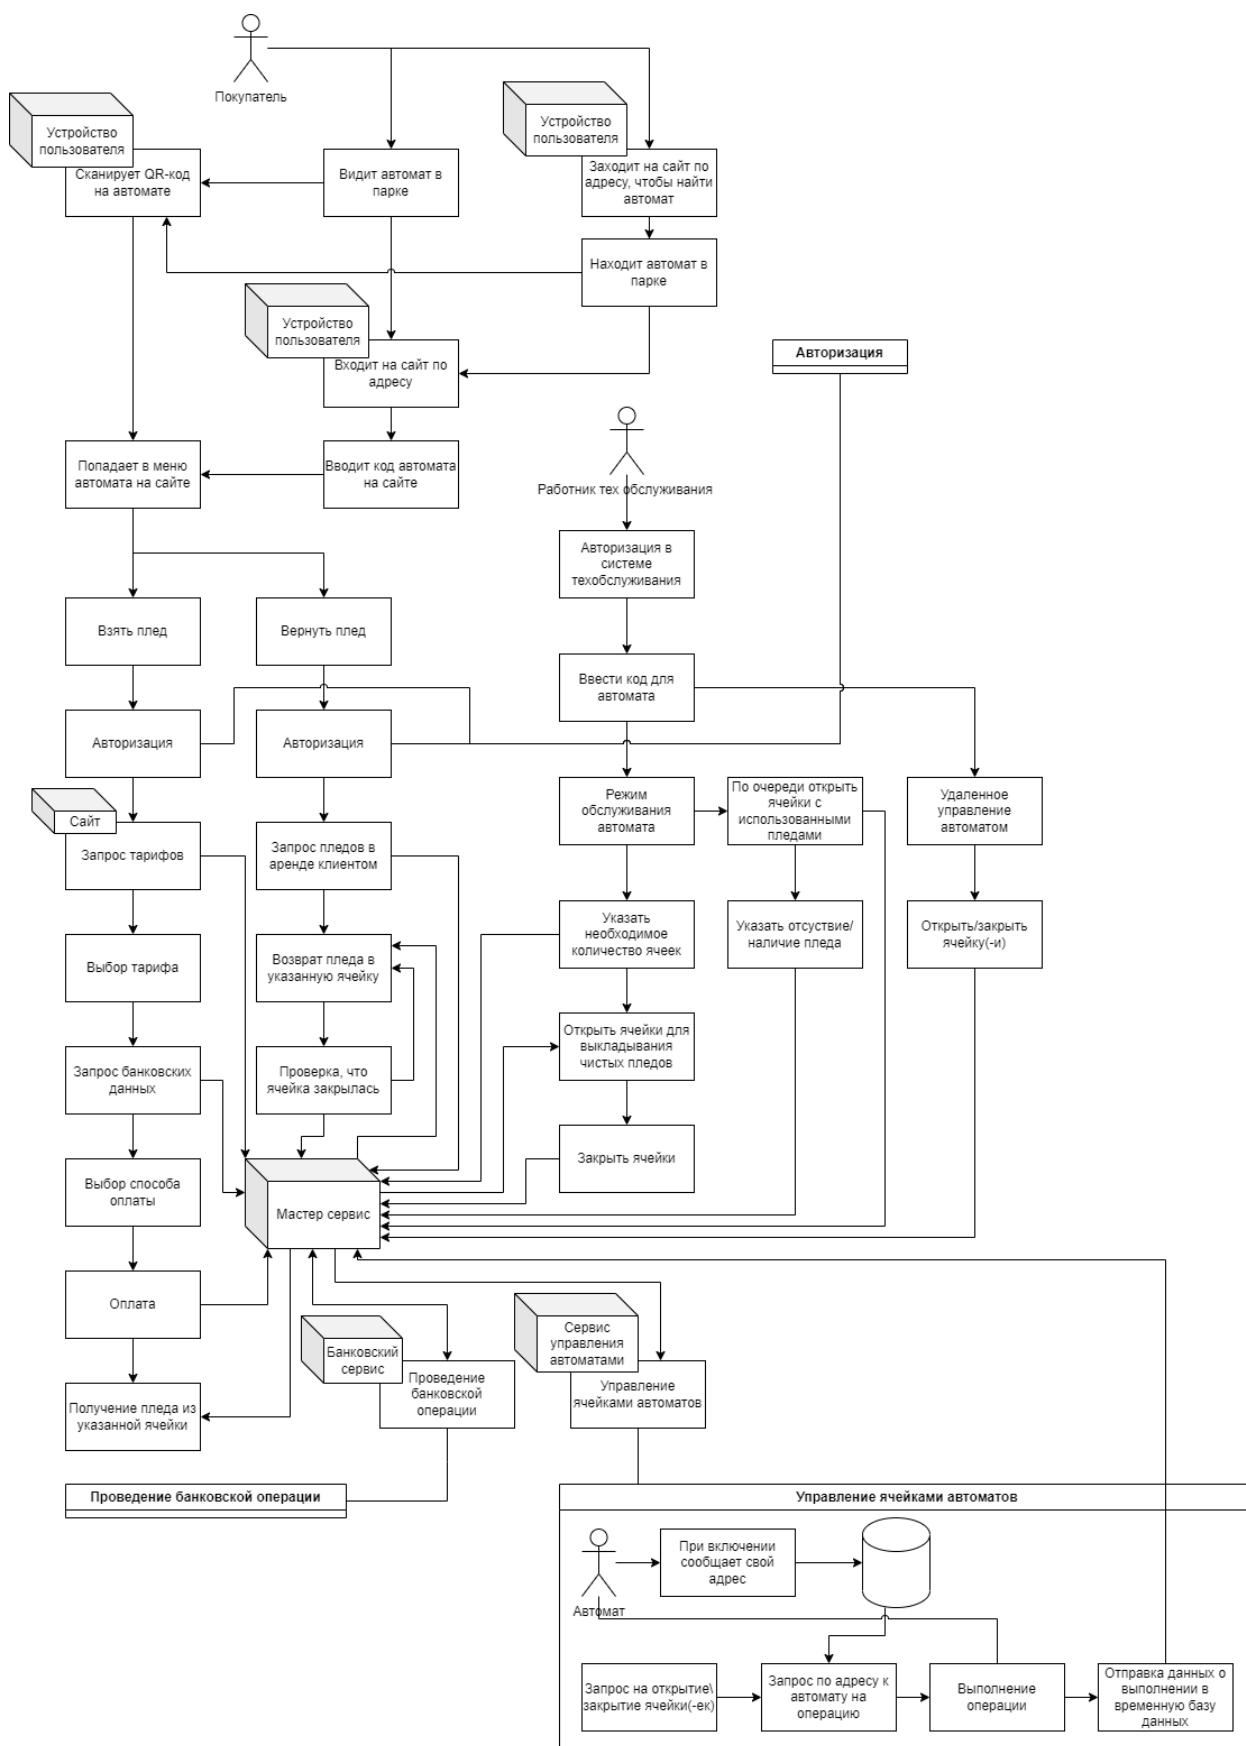 Покупатель
Устройство
пользователя
Сканирует QR-код
на автомате
Видит автомат в
парке
Устройство
пользователя
Заходит на сайт по
адресу, чтобы найти
автомат
Находит автомат в
парке
Устройство
пользователя
Входит на сайт по
адресу
Авторизация
Попадает в меню
автомата на сайте
Вводит код автомата
на сайте
Работник тех обслуживания
Авторизация в
системе
техобслуживания
Взять плед
Вернуть плед
Ввести код для
автомата
Авторизация
Авторизация
Режим
обслуживания
автомата
По очереди открыть
ячейки с
использованными
пледами
Удаленное
управление
автоматом
Сайт
Запрос тарифов
Запрос пледов в
аренде клиентом
Указать
необходимое
количество ячеек
Указать отсуствие/
наличие пледа
Открыть/закрыть
ячейку(-и)
Выбор тарифа
Возврат пледа в
указанную ячейку
Открыть ячейки для
выкладывания
чистых пледов
Запрос банковских
данных
Проверка, что
ячейка закрылась
Закрыть ячейки
Выбор способа
оплаты
Мастер сервис
Оплата
Банковский
сервис
Проведение
банковской
операции
Сервис
управления
автоматами
Управление
ячейками автоматов
Получение пледа из
указанной ячейки
Проведение банковской операции
Управление ячейками автоматов
Автомат
При включении
сообщает свой
адрес
Запрос на открытие\
закрытие ячейки(-ек)
Запрос по адресу к
автомату на
операцию
Выполнение
операции
Отправка данных о
выполнении в
временную базу
данных